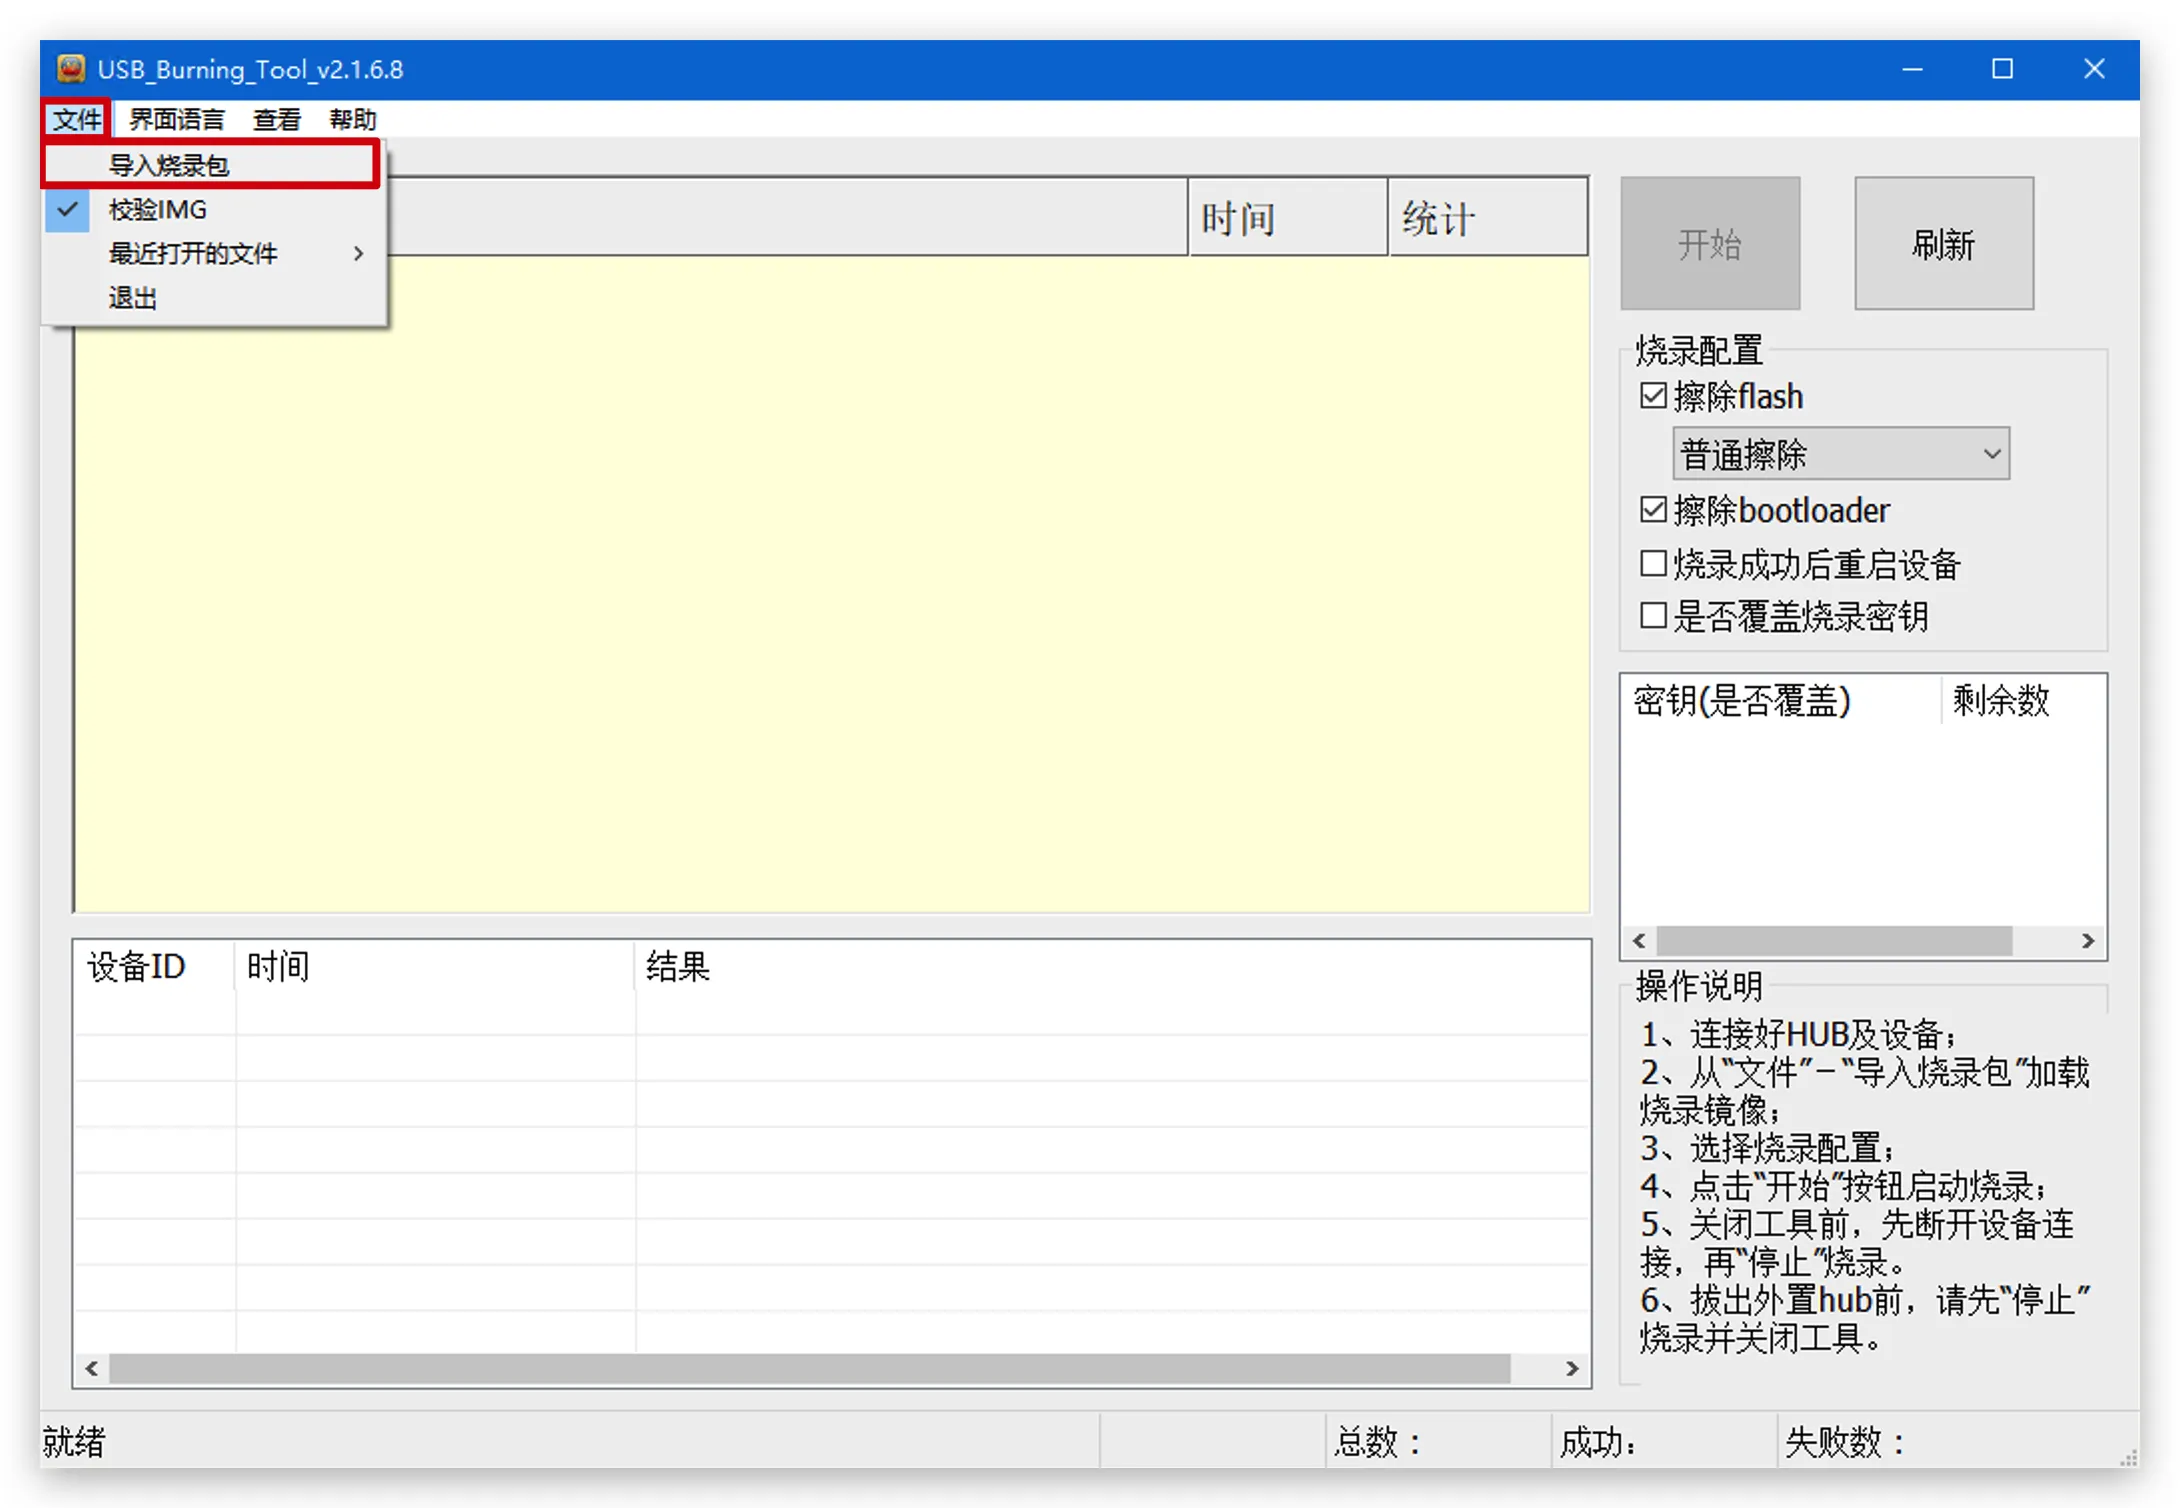 USB_Burning_Tool_v2.1.6.8
文件 界面语言 查看 帮助
导入烧录包
校验IMG
最近打开的文件
退出
时间 统计
开始 刷新
烧录配置
擦除flash
普通擦除
擦除bootloader
烧录成功后重启设备
是否覆盖烧录密钥
密钥(是否覆盖) 剩余数
设备ID 时间 结果
操作说明
1、连接好HUB及设备;
2、从“文件”-“导入烧录包”加载
烧录镜像;
3、选择烧录配置;
4、点击“开始”按钮启动烧录;
5、关闭工具前，先断开设备连
接，再“停止”烧录。
6、拔出外置hub前，请先“停止”
烧录并关闭工具。
就绪 总数： 成功: 失败数：